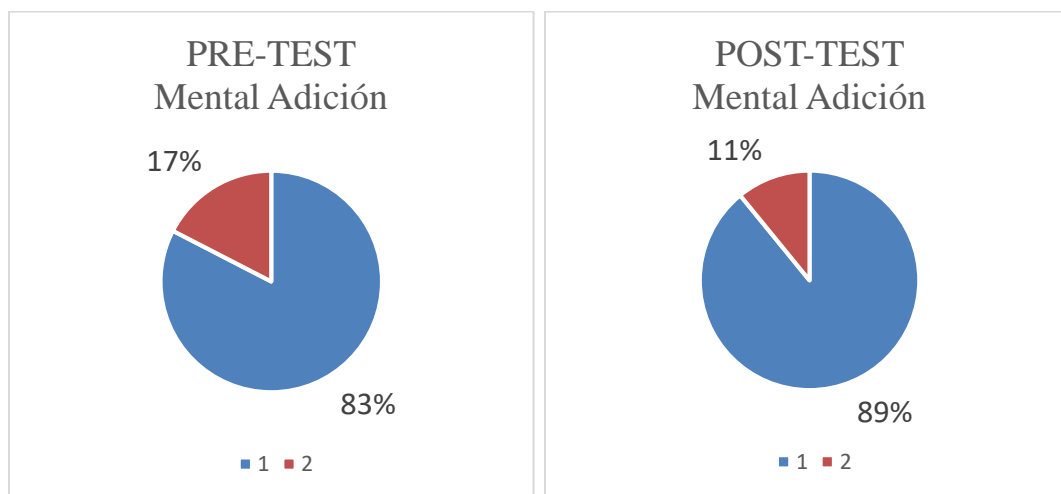 PRE-TEST
Mental Adición
17%
83%
1 2
POST-TEST
Mental Adición
11%
89%
1 2